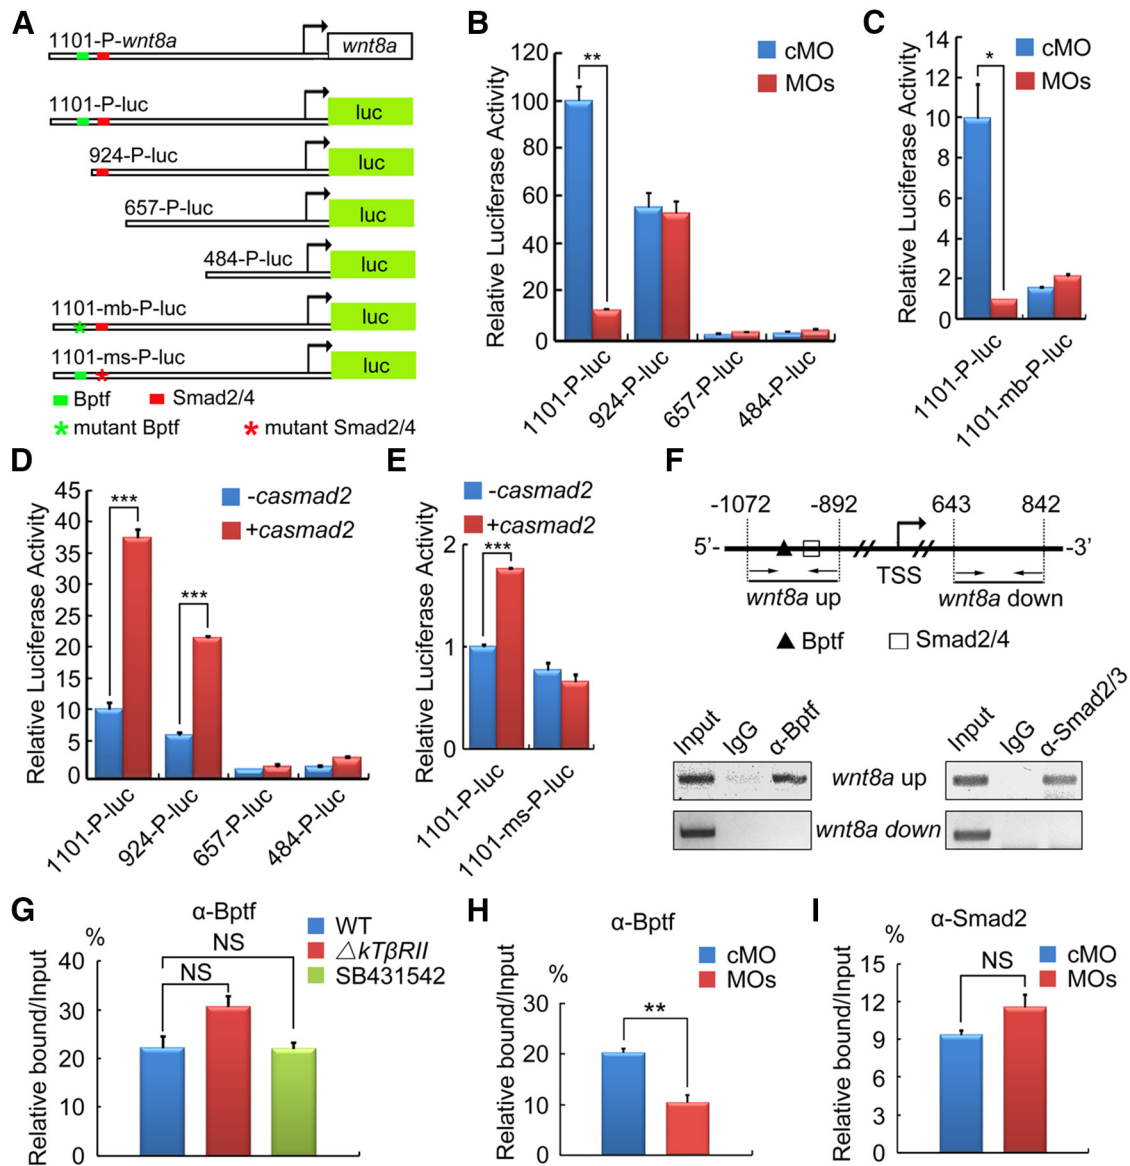 A
1101-P-wnt8a
wnt8a
1101-P-luc
luc
924-P-luc
luc
657-P-luc
luc
484-P-luc
luc
1101-mb-P-luc
luc
1101-ms-P-luc
luc
Bptf
Smad2/4
* mutant Bptf
* mutant Smad2/4
B
Relative Luciferase Activity
120
100
80
60
40
20
0
**
cMO
MOs
1101-P-luc
924-P-luc
657-P-luc
484-P-luc
C
Relative Luciferase Activity
14
12
10
8
6
4
2
0
*
cMO
MOs
1101-P-luc
1101-mb-P-luc
D
Relative Luciferase Activity
45
40
35
30
25
20
15
10
5
0
***
***
-casmad2
+casmad2
1101-P-luc
924-P-luc
657-P-luc
484-P-luc
E
-casmad2
+casmad2
Relative Luciferase Activity
2
1
0
***
1101-P-luc
1101-ms-P-luc
F
-1072
-892
643
842
5'-
-3'
TSS
wnt8a up
wnt8a down
Bptf
Smad2/4
Input
IgG
α-Bptf
Input
IgG
α-Smad2/3
wnt8a up
wnt8a down
G
α-Bptf
WT
△kTβRII
SB431542
%
Relative bound/Input
40
30
20
10
0
NS
NS
H
α-Bptf
cMO
MOs
%
Relative bound/Input
30
20
10
0
**
I
α-Smad2
cMO
MOs
%
Relative bound/Input
15
12
9
6
3
0
NS